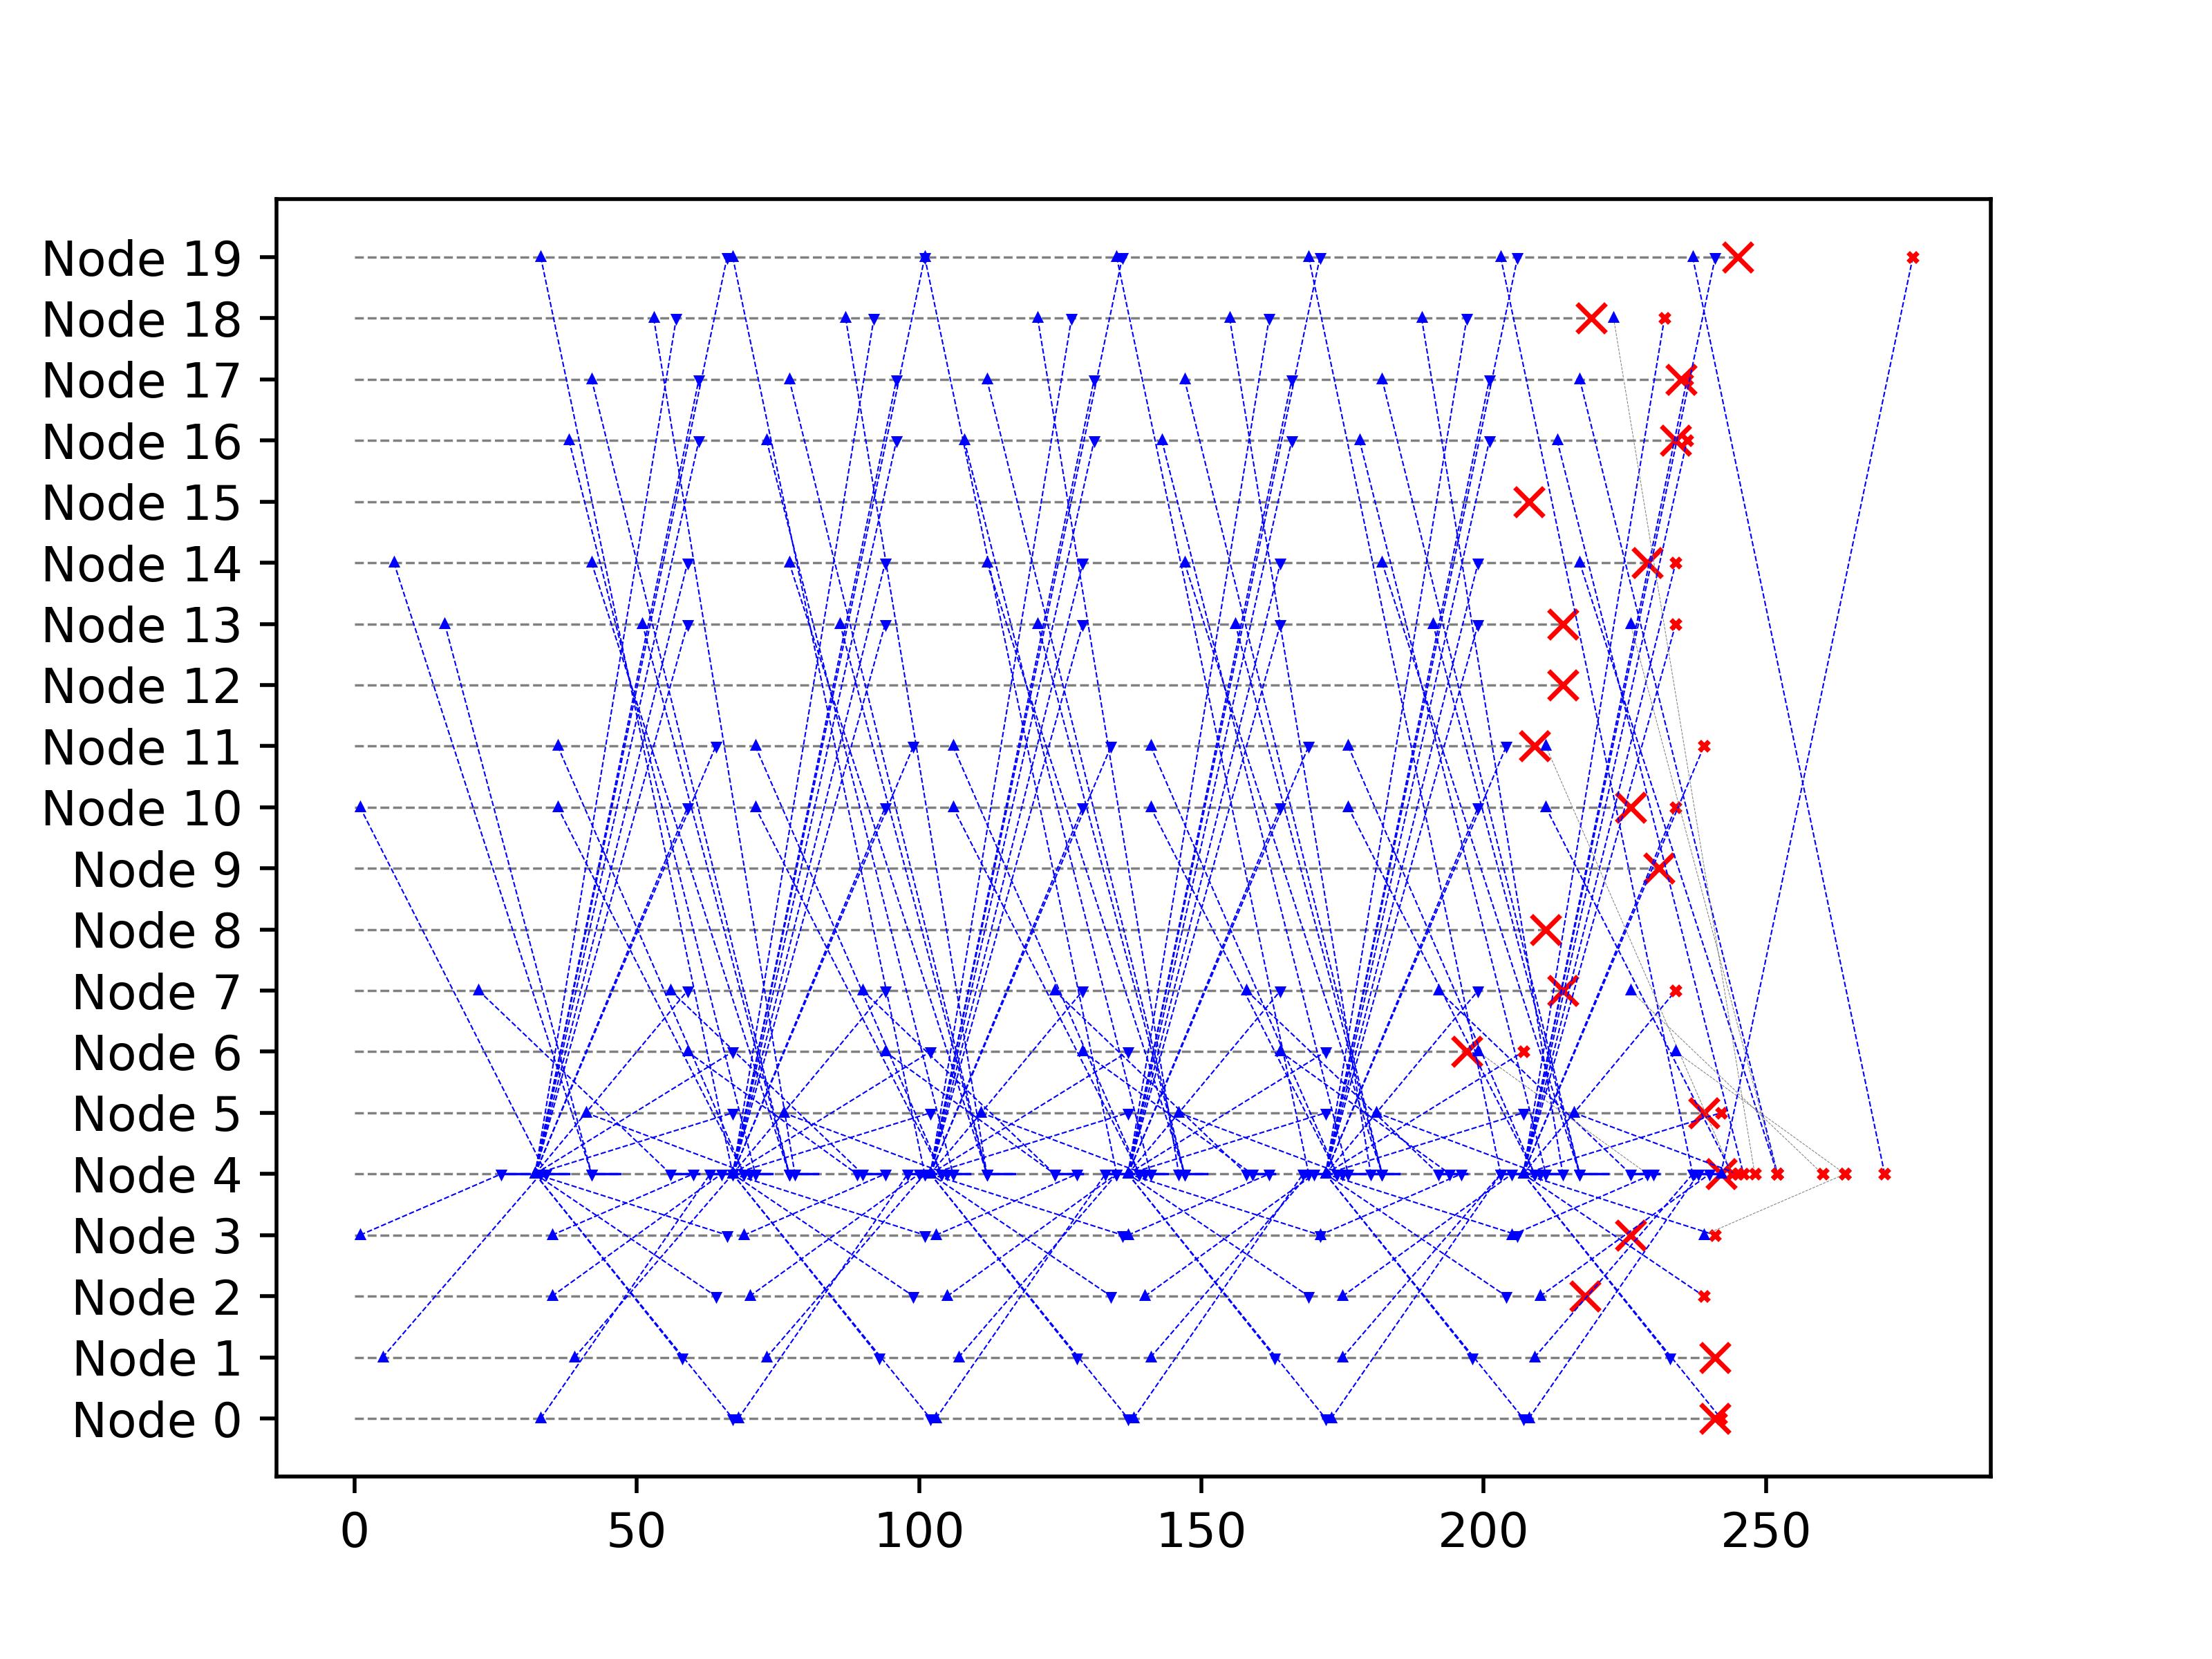 Node 19
Node 18
Node 17
Node 16
Node 15
Node 14
Node 13
Node 12
Node 11
Node 10
Node 9
Node 8
Node 7
Node 6
Node 5
Node 4
Node 3
Node 2
Node 1
Node 0
0 50 100 150 200 250